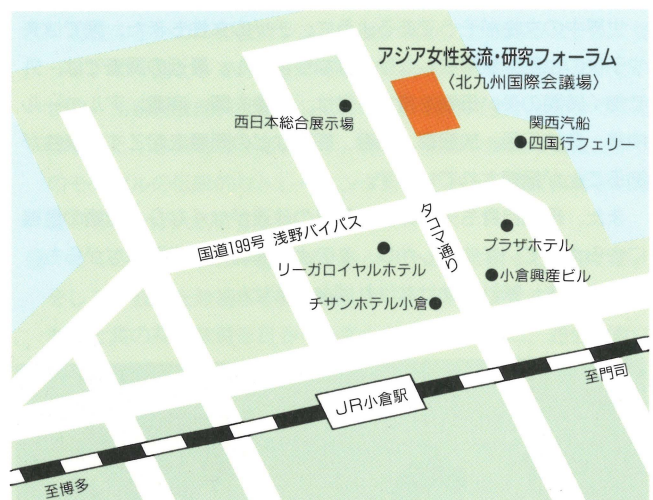 アジア女性交流・研究フォーラム
〈北九州国際会議場〉
西日本総合展示場
関西汽船
四国行フェリー
国道199号 浅野バイパス
タコマ通り
プラザホテル
リーガロイヤルホテル
小倉興産ビル
チサンホテル小倉
JR小倉駅
至門司
至博多